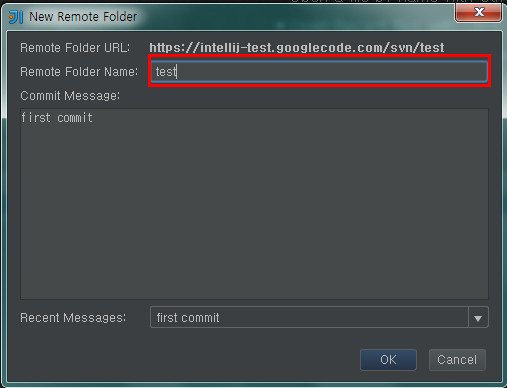 New Remote Folder
Remote Folder URL: https://intellij-test.googlecode.com/svn/test
Remote Folder Name: test
Commit Message:
first commit
Recent Messages: first commit
OK Cancel